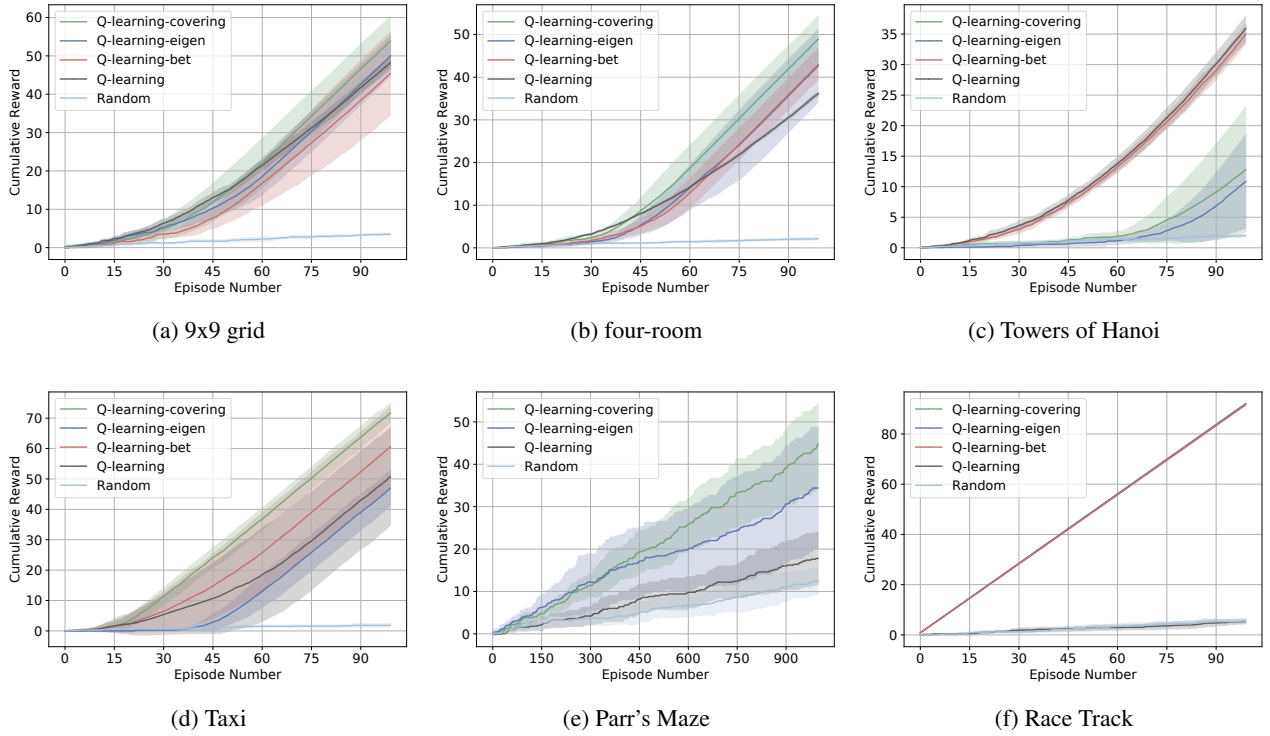 60
50
40
30
20
10
0
Cumulative Reward
Q-learning-covering
Q-learning-eigen
Q-learning-bet
Q-learning
Random
0 15 30 45 60 75 90
Episode Number
(a) 9x9 grid
50
40
30
20
10
0
Cumulative Reward
Q-learning-covering
Q-learning-eigen
Q-learning-bet
Q-learning
Random
0 15 30 45 60 75 90
Episode Number
(b) four-room
35
30
25
20
15
10
5
0
Cumulative Reward
Q-learning-covering
Q-learning-eigen
Q-learning-bet
Q-learning
Random
0 15 30 45 60 75 90
Episode Number
(c) Towers of Hanoi
70
60
50
40
30
20
10
0
Cumulative Reward
Q-learning-covering
Q-learning-eigen
Q-learning-bet
Q-learning
Random
0 15 30 45 60 75 90
Episode Number
(d) Taxi
50
40
30
20
10
0
Cumulative Reward
Q-learning-covering
Q-learning-eigen
Q-learning
Random
0 150 300 450 600 750 900
Episode Number
(e) Parr's Maze
80
60
40
20
0
Cumulative Reward
Q-learning-covering
Q-learning-eigen
Q-learning-bet
Q-learning
Random
0 15 30 45 60 75 90
Episode Number
(f) Race Track